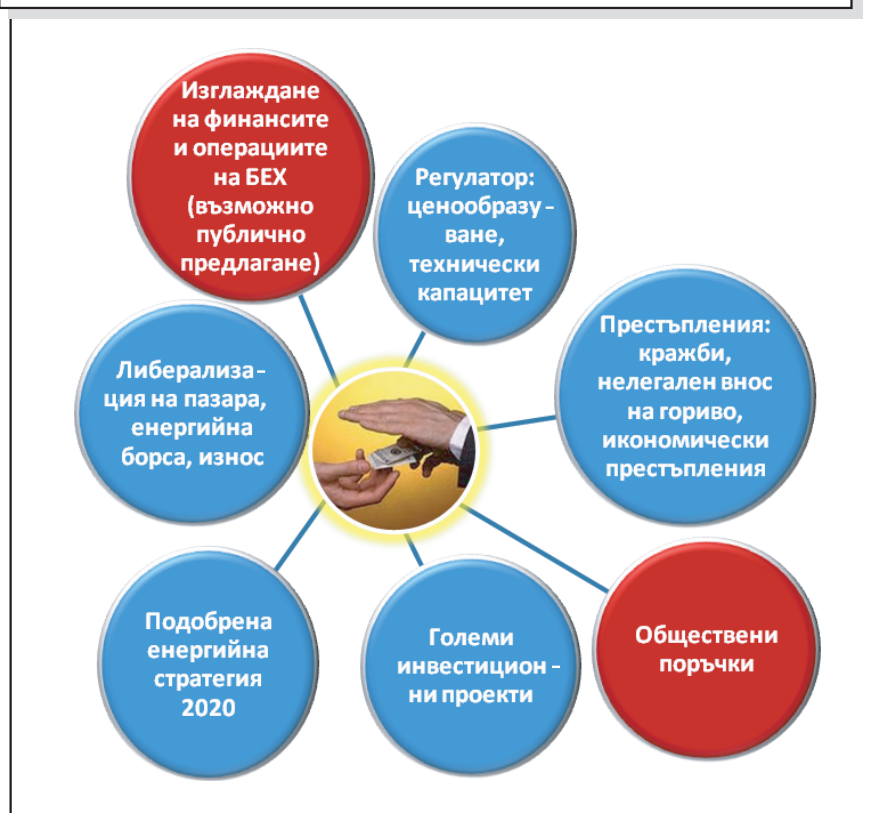 Изглаждане
на финансите
и операциите
на БЕХ
(възможно
публично
предлагане)
Регулатор:
ценообразу-
ване,
технически
капацитет
Престъпления:
кражби,
нелегален внос
на гориво,
икономически
престъпления
Либерализа-
ция на пазара,
енергийна
борса, износ
Подобрена
енергийна
стратегия
2020
Големи
инвестицион-
ни проекти
Обществени
поръчки